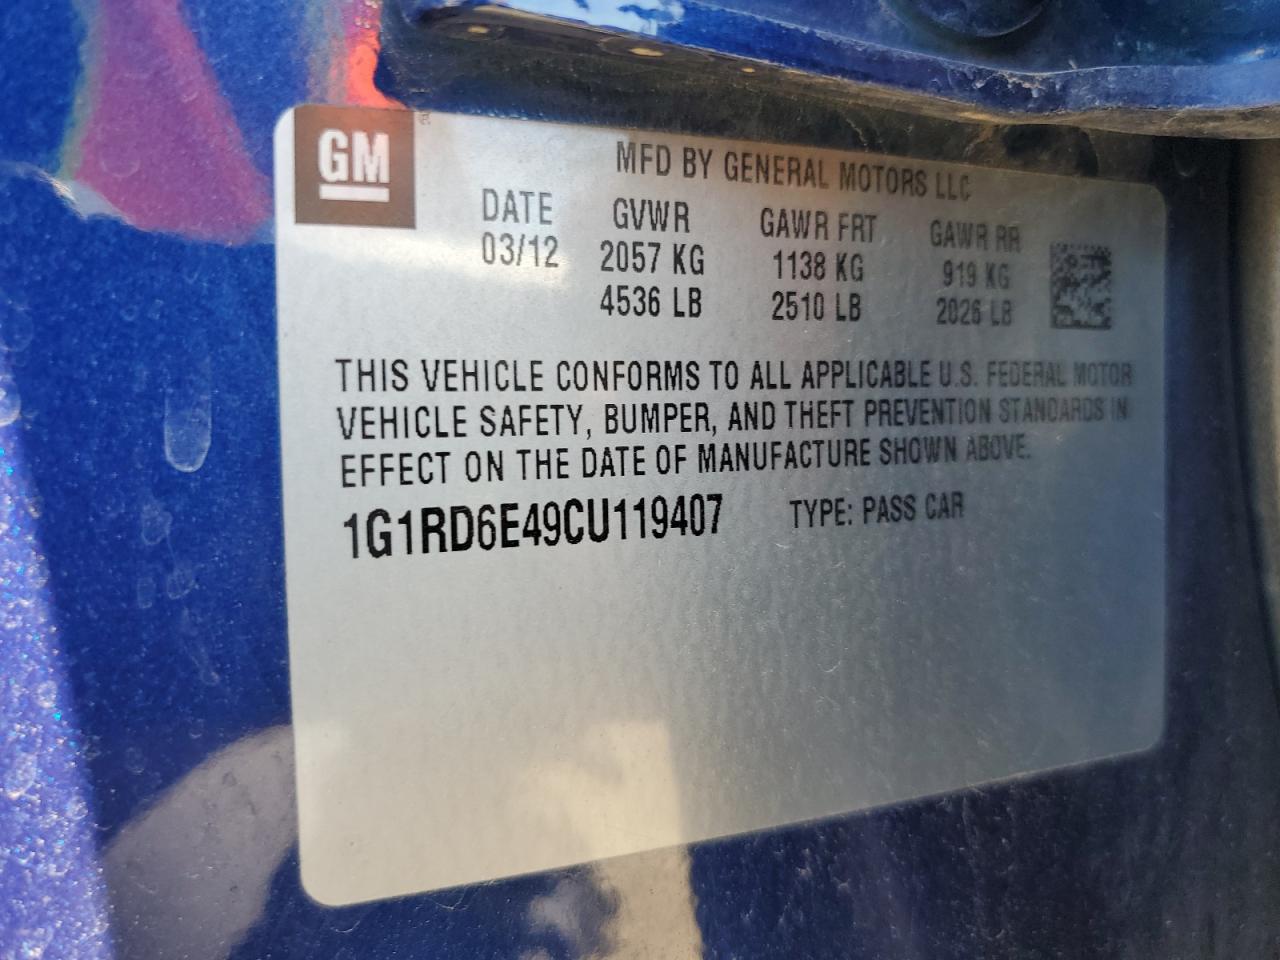 GM
MFD BY GENERAL MOTORS LLC
DATE GVWR GAWR FRT GAWR RR
03/12 2057 KG 1138 KG 919 KG
4536 LB 2510 LB 2026 LB
THIS VEHICLE CONFORMS TO ALL APPLICABLE U.S. FEDERAL MOTOR
VEHICLE SAFETY, BUMPER, AND THEFT PREVENTION STANDARDS IN
EFFECT ON THE DATE OF MANUFACTURE SHOWN ABOVE.
1G1RD6E49CU119407 TYPE: PASS CAR